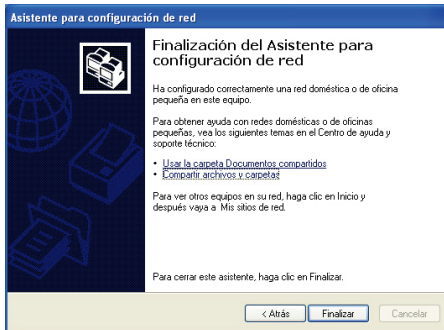 Asistente para configuración de red
Finalización del Asistente para
configuración de red
Ha configurado correctamente una red doméstica o de oficina
pequeña en este equipo.
Para obtener ayuda con redes domésticas o de oficinas
pequeñas, vea los siguientes temas en el Centro de ayuda y
soporte técnico:
• Usar la carpeta Documentos compartidos
• Compartir archivos y carpetas
Para ver otros equipos en su red, haga clic en Inicio y
después vaya a Mis sitios de red.
Para cerrar este asistente, haga clic en Finalizar.
< Atrás Finalizar Cancelar